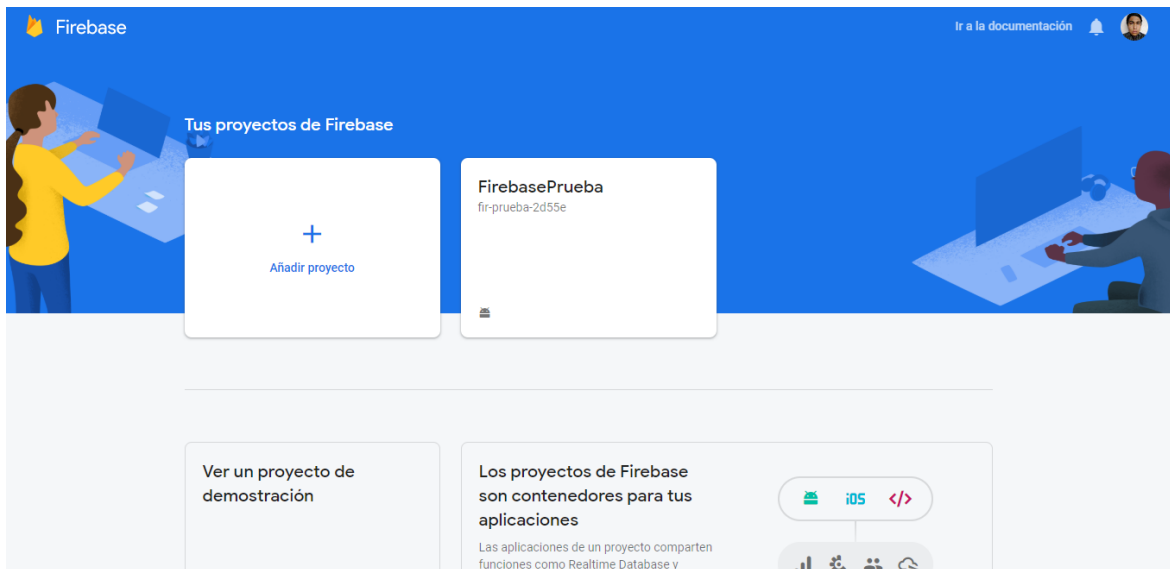 Firebase
Ir a la documentación
Tus proyectos de Firebase
Añadir proyecto
FirebasePrueba
fir-prueba-2d55e
Ver un proyecto de
demostración
Los proyectos de Firebase
son contenedores para tus
aplicaciones
Las aplicaciones de un proyecto comparten
funciones como Realtime Database y
iOS
</>